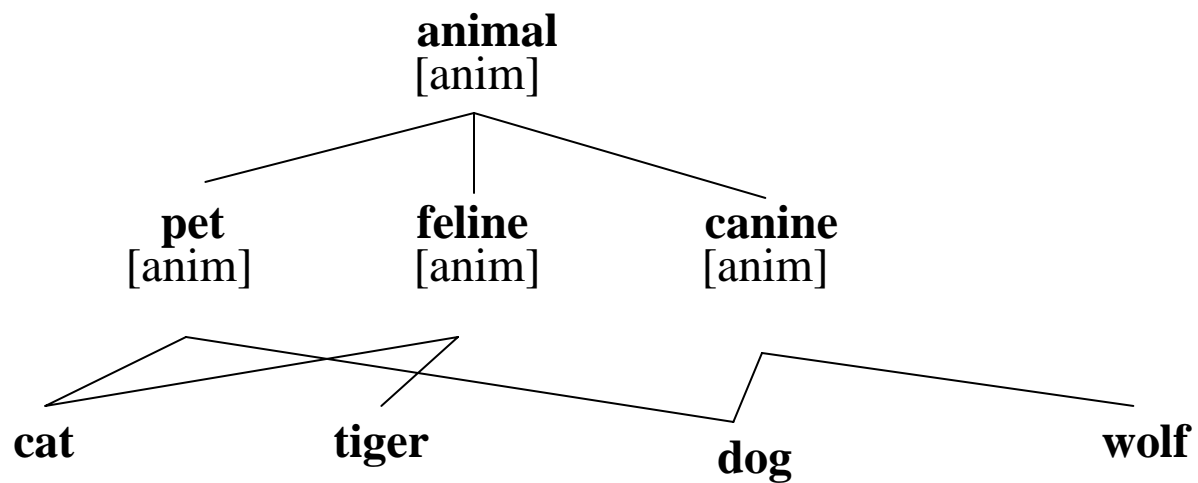 animal
[anim]
pet feline canine
[anim] [anim] [anim]
cat tiger dog wolf